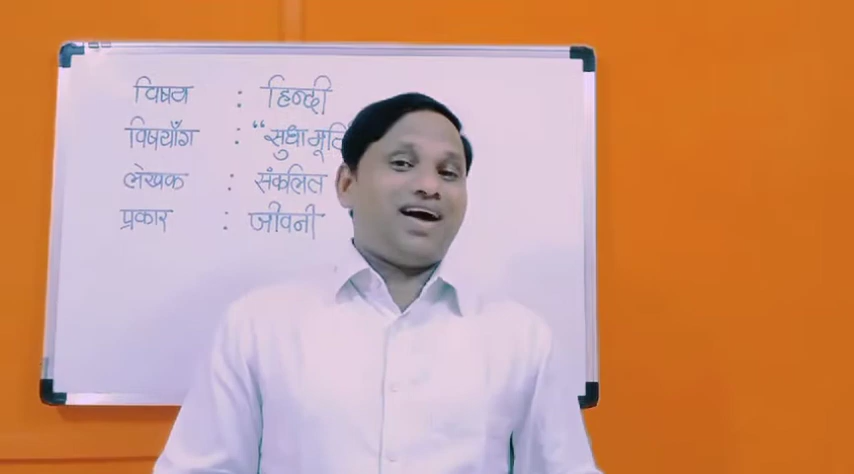 विषय : हिन्दी
विषयाँग : “सुधा मूर्ति
लेखक : संकलित
प्रकार : जीवनी